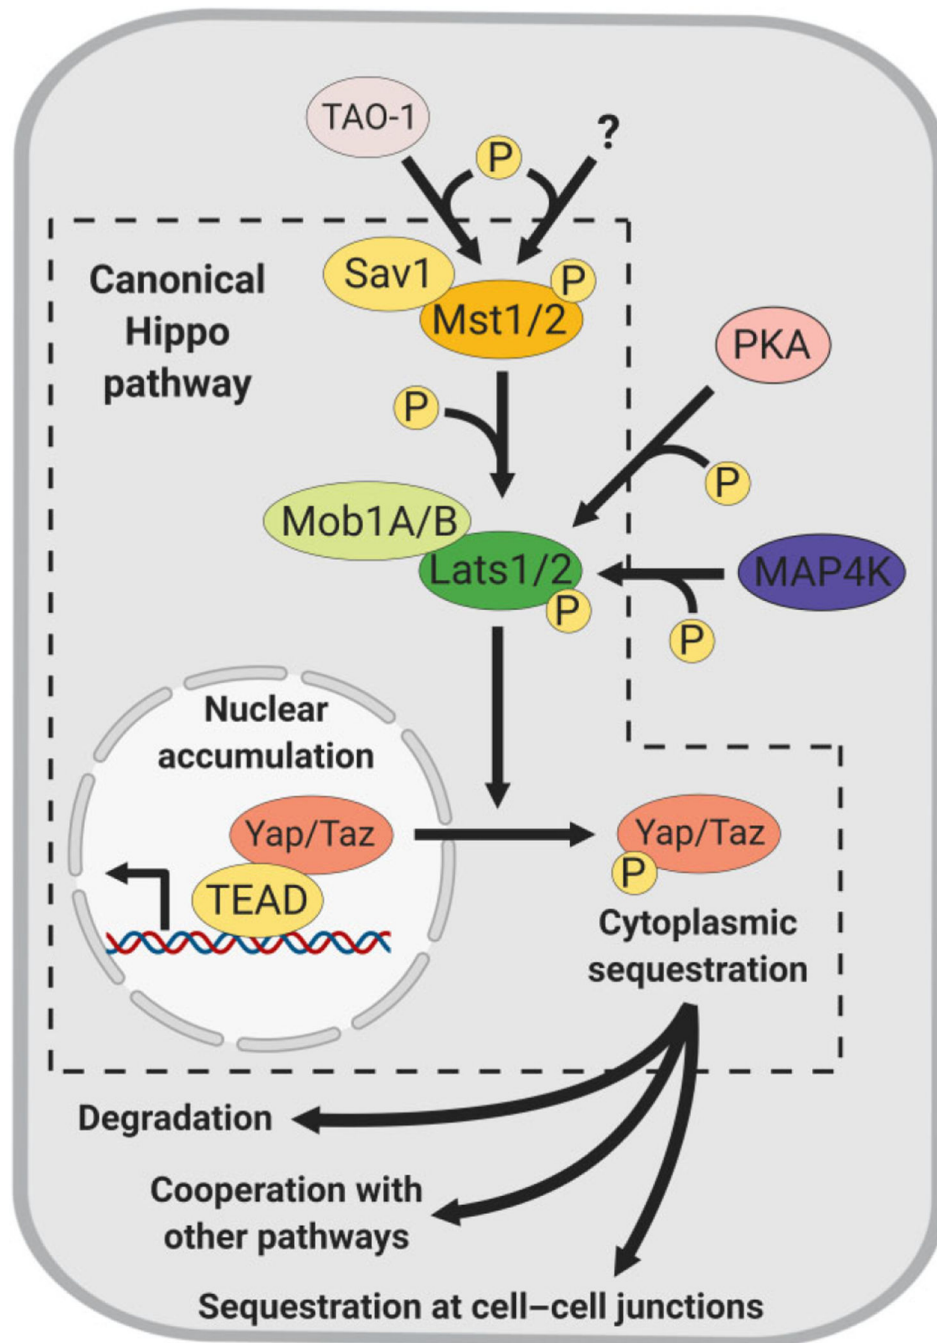 TAO-1
?
P
Canonical
Hippo
pathway
Sav1
P
Mst1/2
PKA
P
P
Mob1A/B
Lats1/2
P
MAP4K
P
Nuclear
accumulation
Yap/Taz
TEAD
Yap/Taz
P
Cytoplasmic
sequestration
Degradation
Cooperation with
other pathways
Sequestration at cell–cell junctions